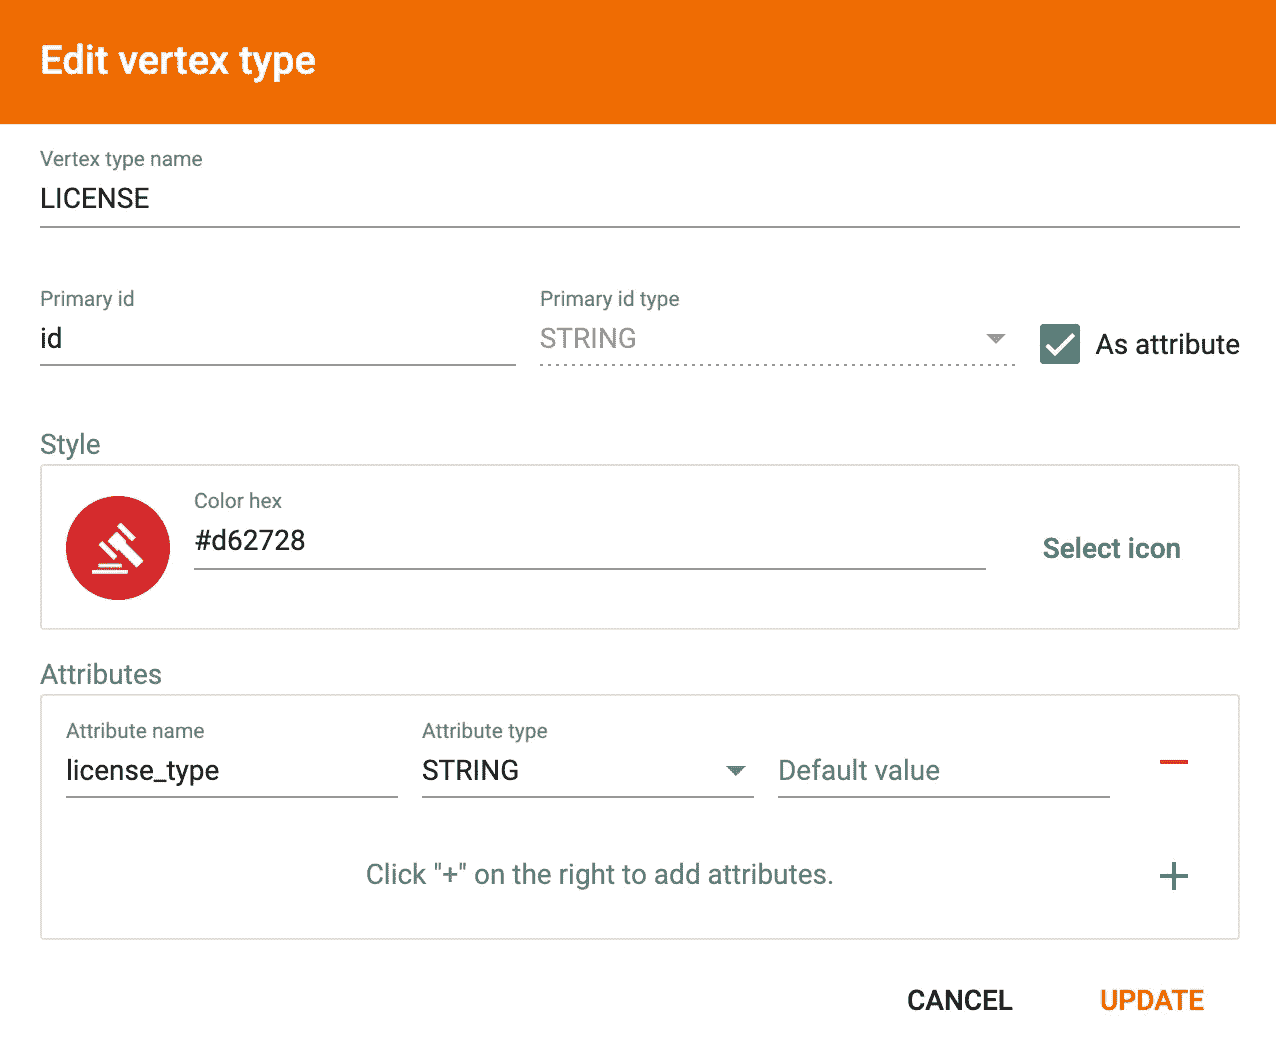 Edit vertex type
Vertex type name
LICENSE
Primary id
Primary id type
id
STRING
As attribute
Style
Color hex
#d62728
Select icon
Attributes
Attribute name
Attribute type
license_type
STRING
Default value
Click "+" on the right to add attributes.
CANCEL
UPDATE